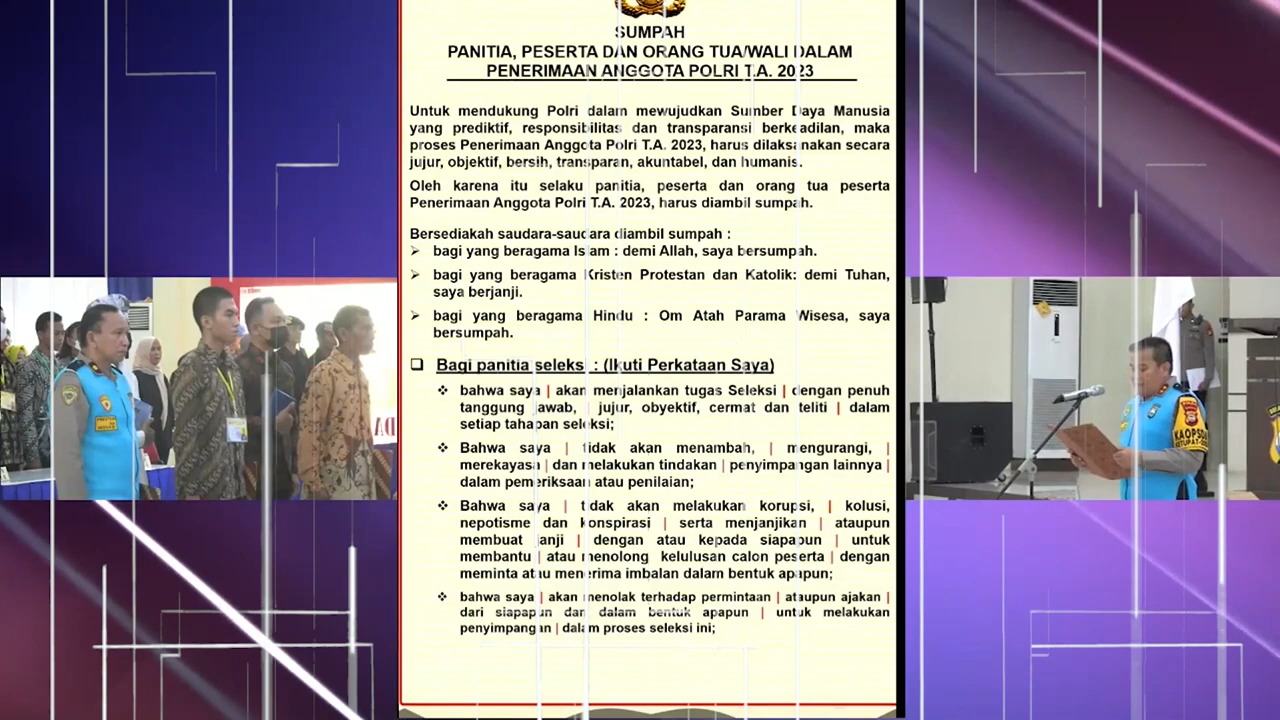 SUMPAH
PANITIA, PESERTA DAN ORANG TUA/WALI DALAM
PENERIMAAN ANGGOTA POLRI T.A. 2023
Untuk mendukung Polri dalam mewujudkan Sumber Daya Manusia
yang prediktif, responsibilitas dan transparansi berkeadilan, maka
proses Penerimaan Anggota Polri T.A. 2023, harus dilaksanakan secara
jujur, objektif, bersih, transparan, akuntabel, dan humanis.
Oleh karena itu selaku panitia, peserta dan orang tua peserta
Penerimaan Anggota Polri T.A. 2023, harus diambil sumpah.
Bersediakah saudara-saudara diambil sumpah :
➢ bagi yang beragama Islam : demi Allah, saya bersumpah.
➢ bagi yang beragama Kristen Protestan dan Katolik: demi Tuhan,
saya berjanji.
➢ bagi yang beragama Hindu : Om Atah Parama Wisesa, saya
bersumpah.
❑ Bagi panitia seleksi : (Ikuti Perkataan Saya)
❖ bahwa saya | akan menjalankan tugas Seleksi | dengan penuh
tanggung jawab, | jujur, obyektif, cermat dan teliti | dalam
setiap tahapan seleksi;
❖ Bahwa saya | tidak akan menambah, | mengurangi, |
merekayasa | dan melakukan tindakan | penyimpangan lainnya |
dalam pemeriksaan atau penilaian;
❖ Bahwa saya | tidak akan melakukan korupsi, | kolusi,
nepotisme dan konspirasi | serta menjanjikan | ataupun
membuat janji | dengan atau kepada siapapun | untuk
membantu | atau menolong kelulusan calon peserta | dengan
meminta atau menerima imbalan dalam bentuk apapun;
❖ bahwa saya | akan menolak terhadap permintaan | ataupun ajakan |
dari siapapun dan dalam bentuk apapun | untuk melakukan
penyimpangan | dalam proses seleksi ini;
KAOPSDA